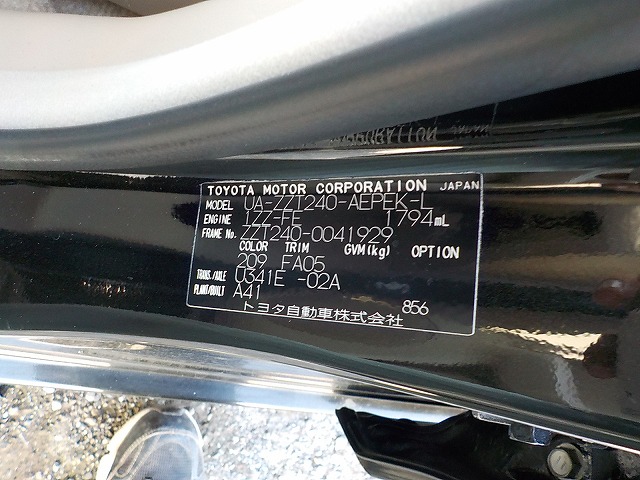 TOYOTA MOTOR CORPORATION JAPAN
MODEL UA-ZZT240-AEPEK-L
ENGINE 1ZZ-FE 1794mL
FRAME No. ZZT240-0041929
COLOR TRIM GVM(kg) OPTION
209 FA05
TRANS./AXLE U341E -02A
PLANT/BUILT A41
856
トヨタ自動車株式会社